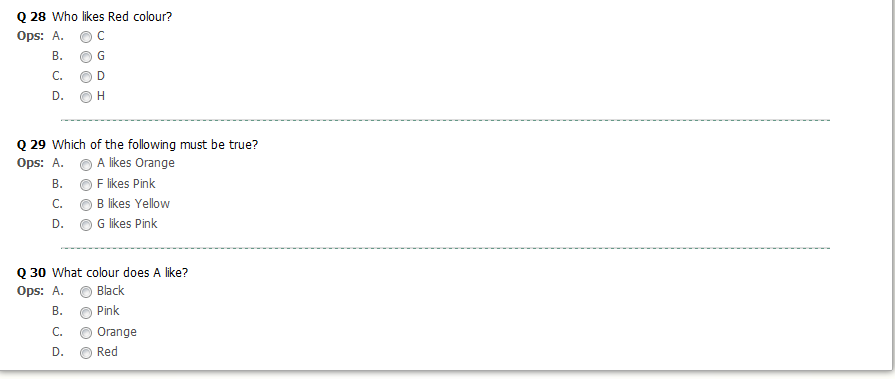 Q 28 Who likes Red colour?
Ops: A. C
B. G
C. D
D. H
Q 29 Which of the following must be true?
Ops: A. A likes Orange
B. F likes Pink
C. B likes Yellow
D. G likes Pink
Q 30 What colour does A like?
Ops: A. Black
B. Pink
C. Orange
D. Red